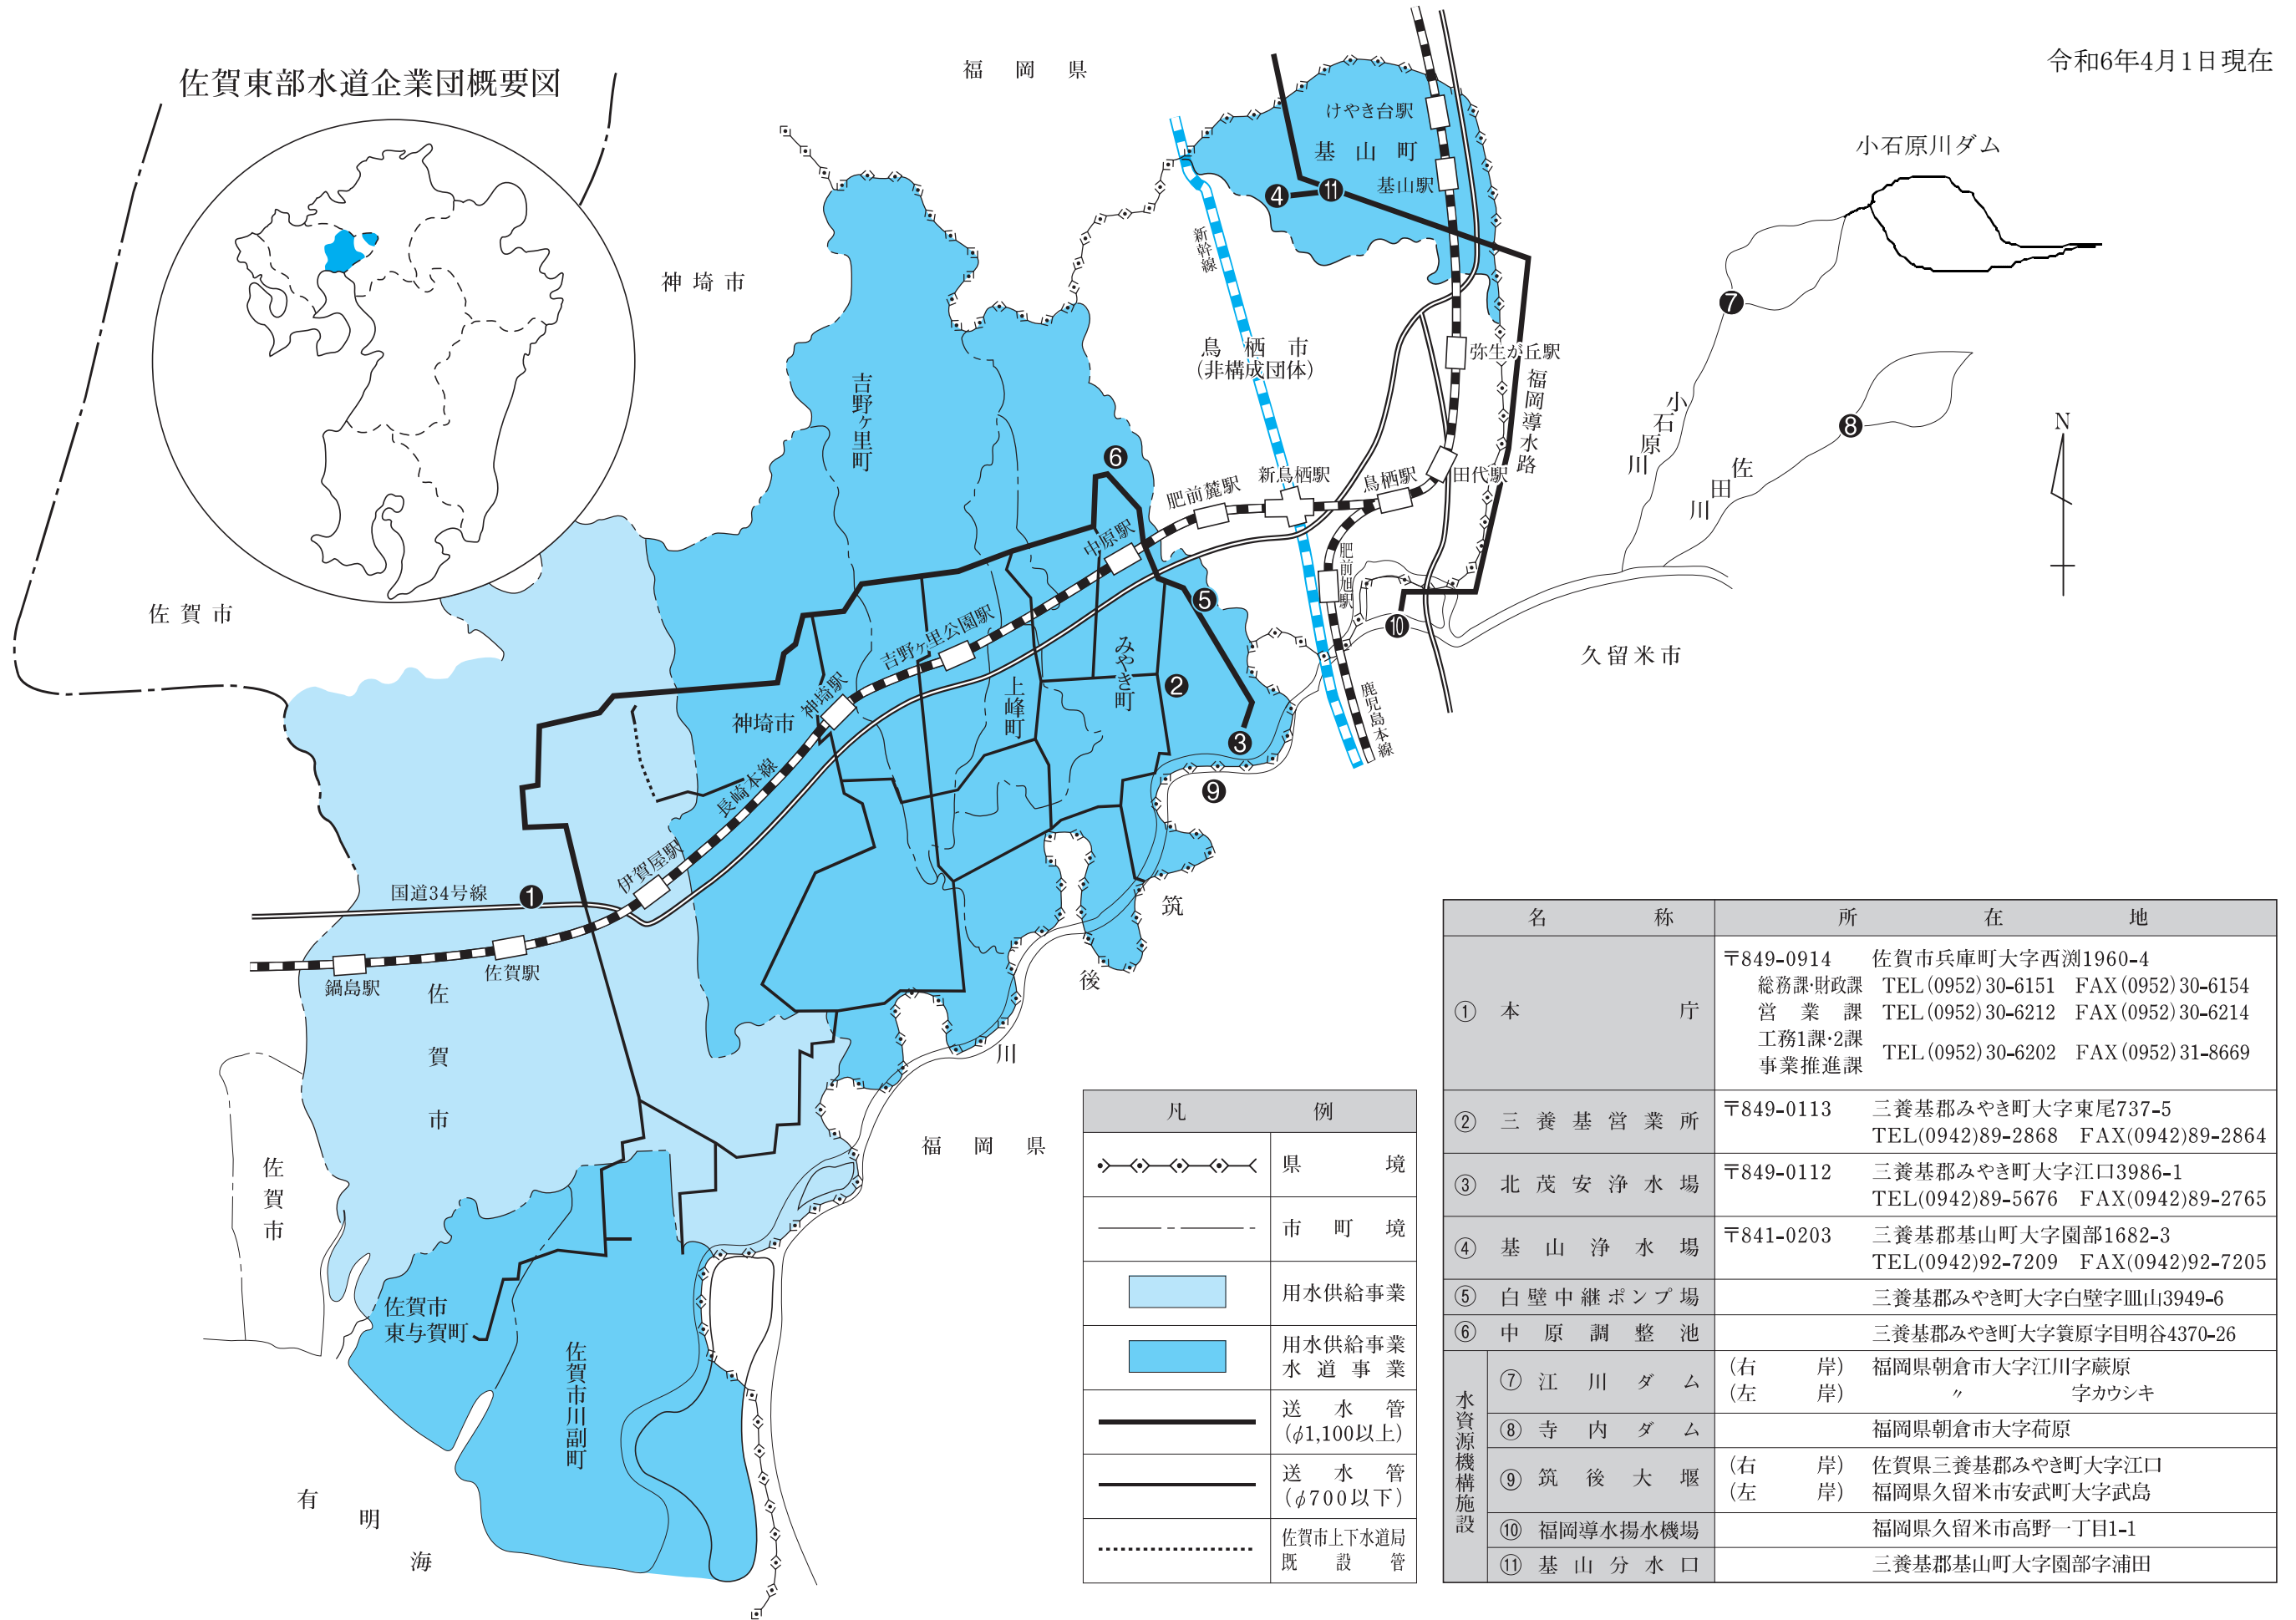 佐賀東部水道企業団概要図
令和6年4月1日現在
福岡県
けやき台駅
基山町
基山駅
④
⑪
小石原川ダム
⑦
⑧
新幹線
神埼市
鳥栖市
(非構成団体)
弥生が丘駅
福岡導水路
小石原川
佐田川
N
吉野ヶ里町
⑥
肥前麓駅
新鳥栖駅
鳥栖駅
田代駅
中原駅
肥前旭駅
⑤
⑩
久留米市
佐賀市
吉野ヶ里公園駅
みやき町
②
上峰町
神埼駅
神埼市
③
鹿児島本線
⑨
長崎本線
伊賀屋駅
国道34号線
①
佐賀駅
鍋島駅
佐賀市
筑後川
福岡県
佐賀市
佐賀市
東与賀町
佐賀市川副町
有明海
凡例
県境
市町境
用水供給事業
用水供給事業
水道事業
送水管
(φ1,100以上)
送水管
(φ700以下)
佐賀市上下水道局
既設管
名称 所在地
① 本庁 〒849-0914 佐賀市兵庫町大字西渕1960-4
総務課・財政課 TEL(0952)30-6151 FAX(0952)30-6154
営業課 TEL(0952)30-6212 FAX(0952)30-6214
工務1課・2課
事業推進課 TEL(0952)30-6202 FAX(0952)31-8669
② 三養基営業所 〒849-0113 三養基郡みやき町大字東尾737-5
TEL(0942)89-2868 FAX(0942)89-2864
③ 北茂安浄水場 〒849-0112 三養基郡みやき町大字江口3986-1
TEL(0942)89-5676 FAX(0942)89-2765
④ 基山浄水場 〒841-0203 三養基郡基山町大字園部1682-3
TEL(0942)92-7209 FAX(0942)92-7205
⑤ 白壁中継ポンプ場 三養基郡みやき町大字白壁字皿山3949-6
⑥ 中原調整池 三養基郡みやき町大字簑原字目明谷4370-26
水資源機構施設
⑦ 江川ダム (右岸) 福岡県朝倉市大字江川字蕨原
(左岸) 〃 字カウシキ
⑧ 寺内ダム 福岡県朝倉市大字荷原
⑨ 筑後大堰 (右岸) 佐賀県三養基郡みやき町大字江口
(左岸) 福岡県久留米市安武町大字武島
⑩ 福岡導水揚水機場 福岡県久留米市高野一丁目1-1
⑪ 基山分水口 三養基郡基山町大字園部字浦田